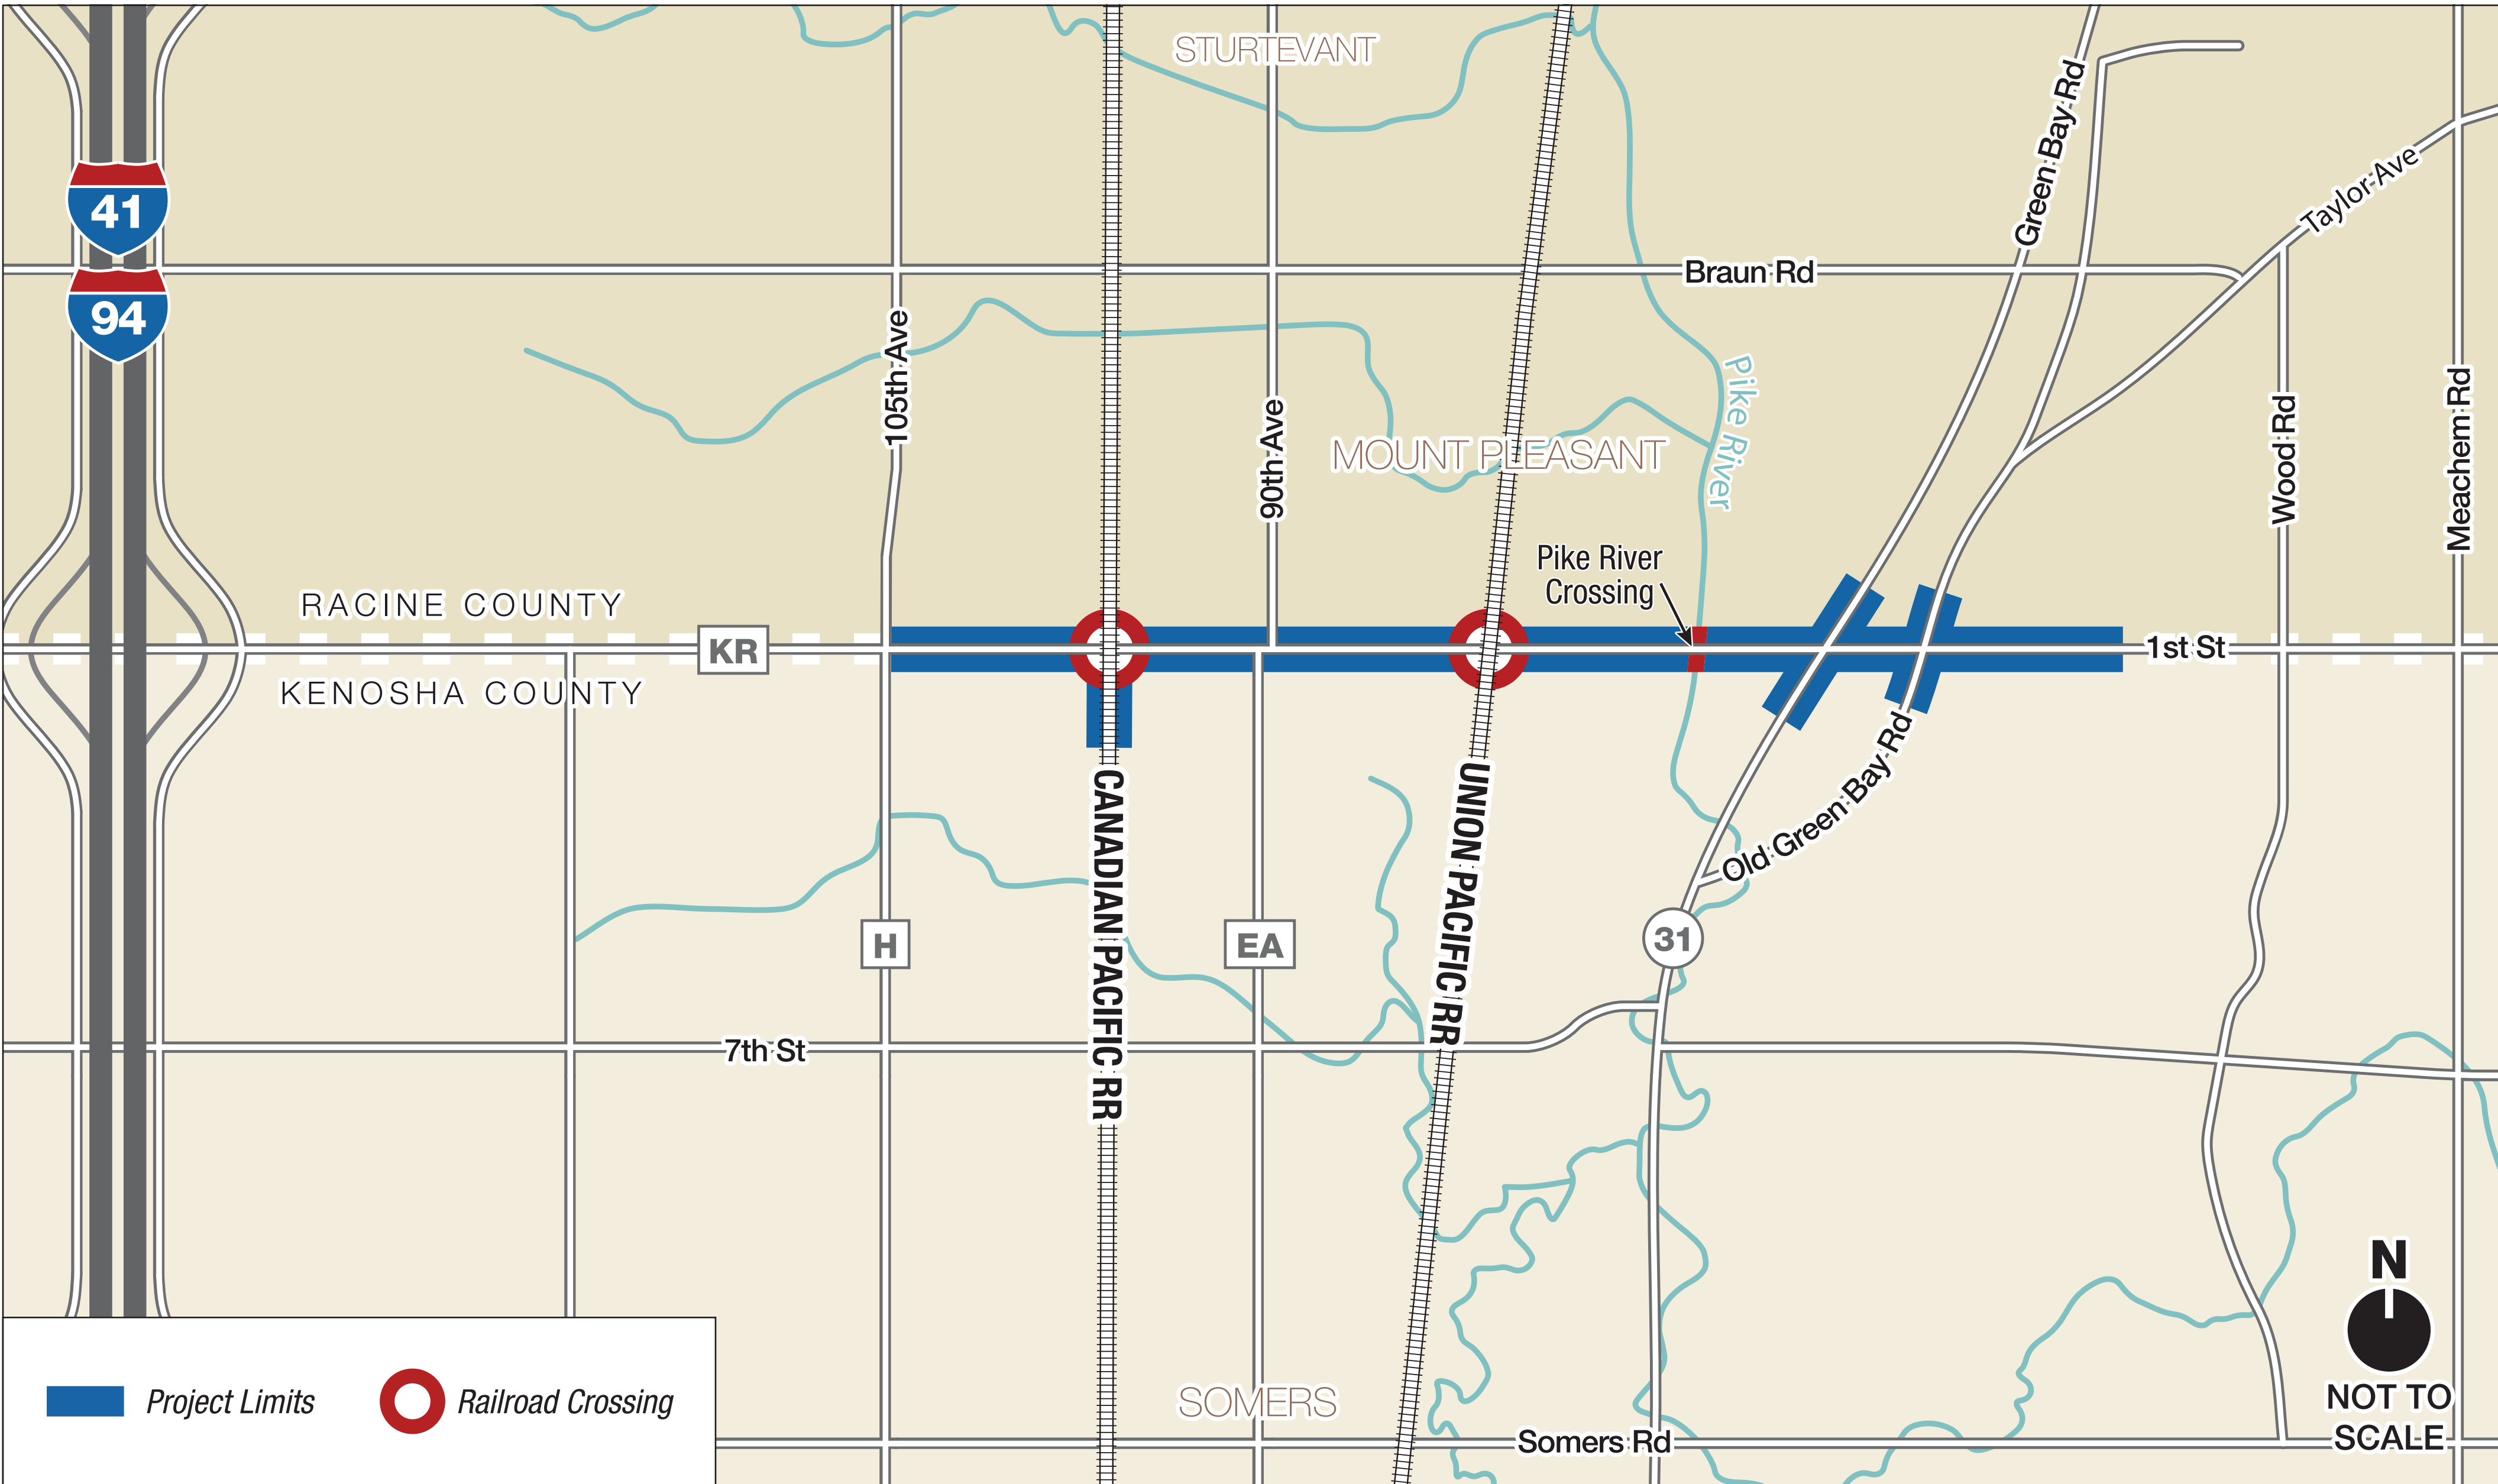 STURTEVANT
41
94
Green Bay Rd
Taylor Ave
Braun Rd
105th Ave
90th Ave
MOUNT PLEASANT
Pike River
Wood Rd
Meachem Rd
Pike River
Crossing
RACINE COUNTY
KR
1st St
KENOSHA COUNTY
CANADIAN PACIFIC RR
UNION PACIFIC RR
Old Green Bay Rd
H
EA
31
7th St
N
NOT TO
SCALE
Project Limits
Railroad Crossing
SOMERS
Somers Rd